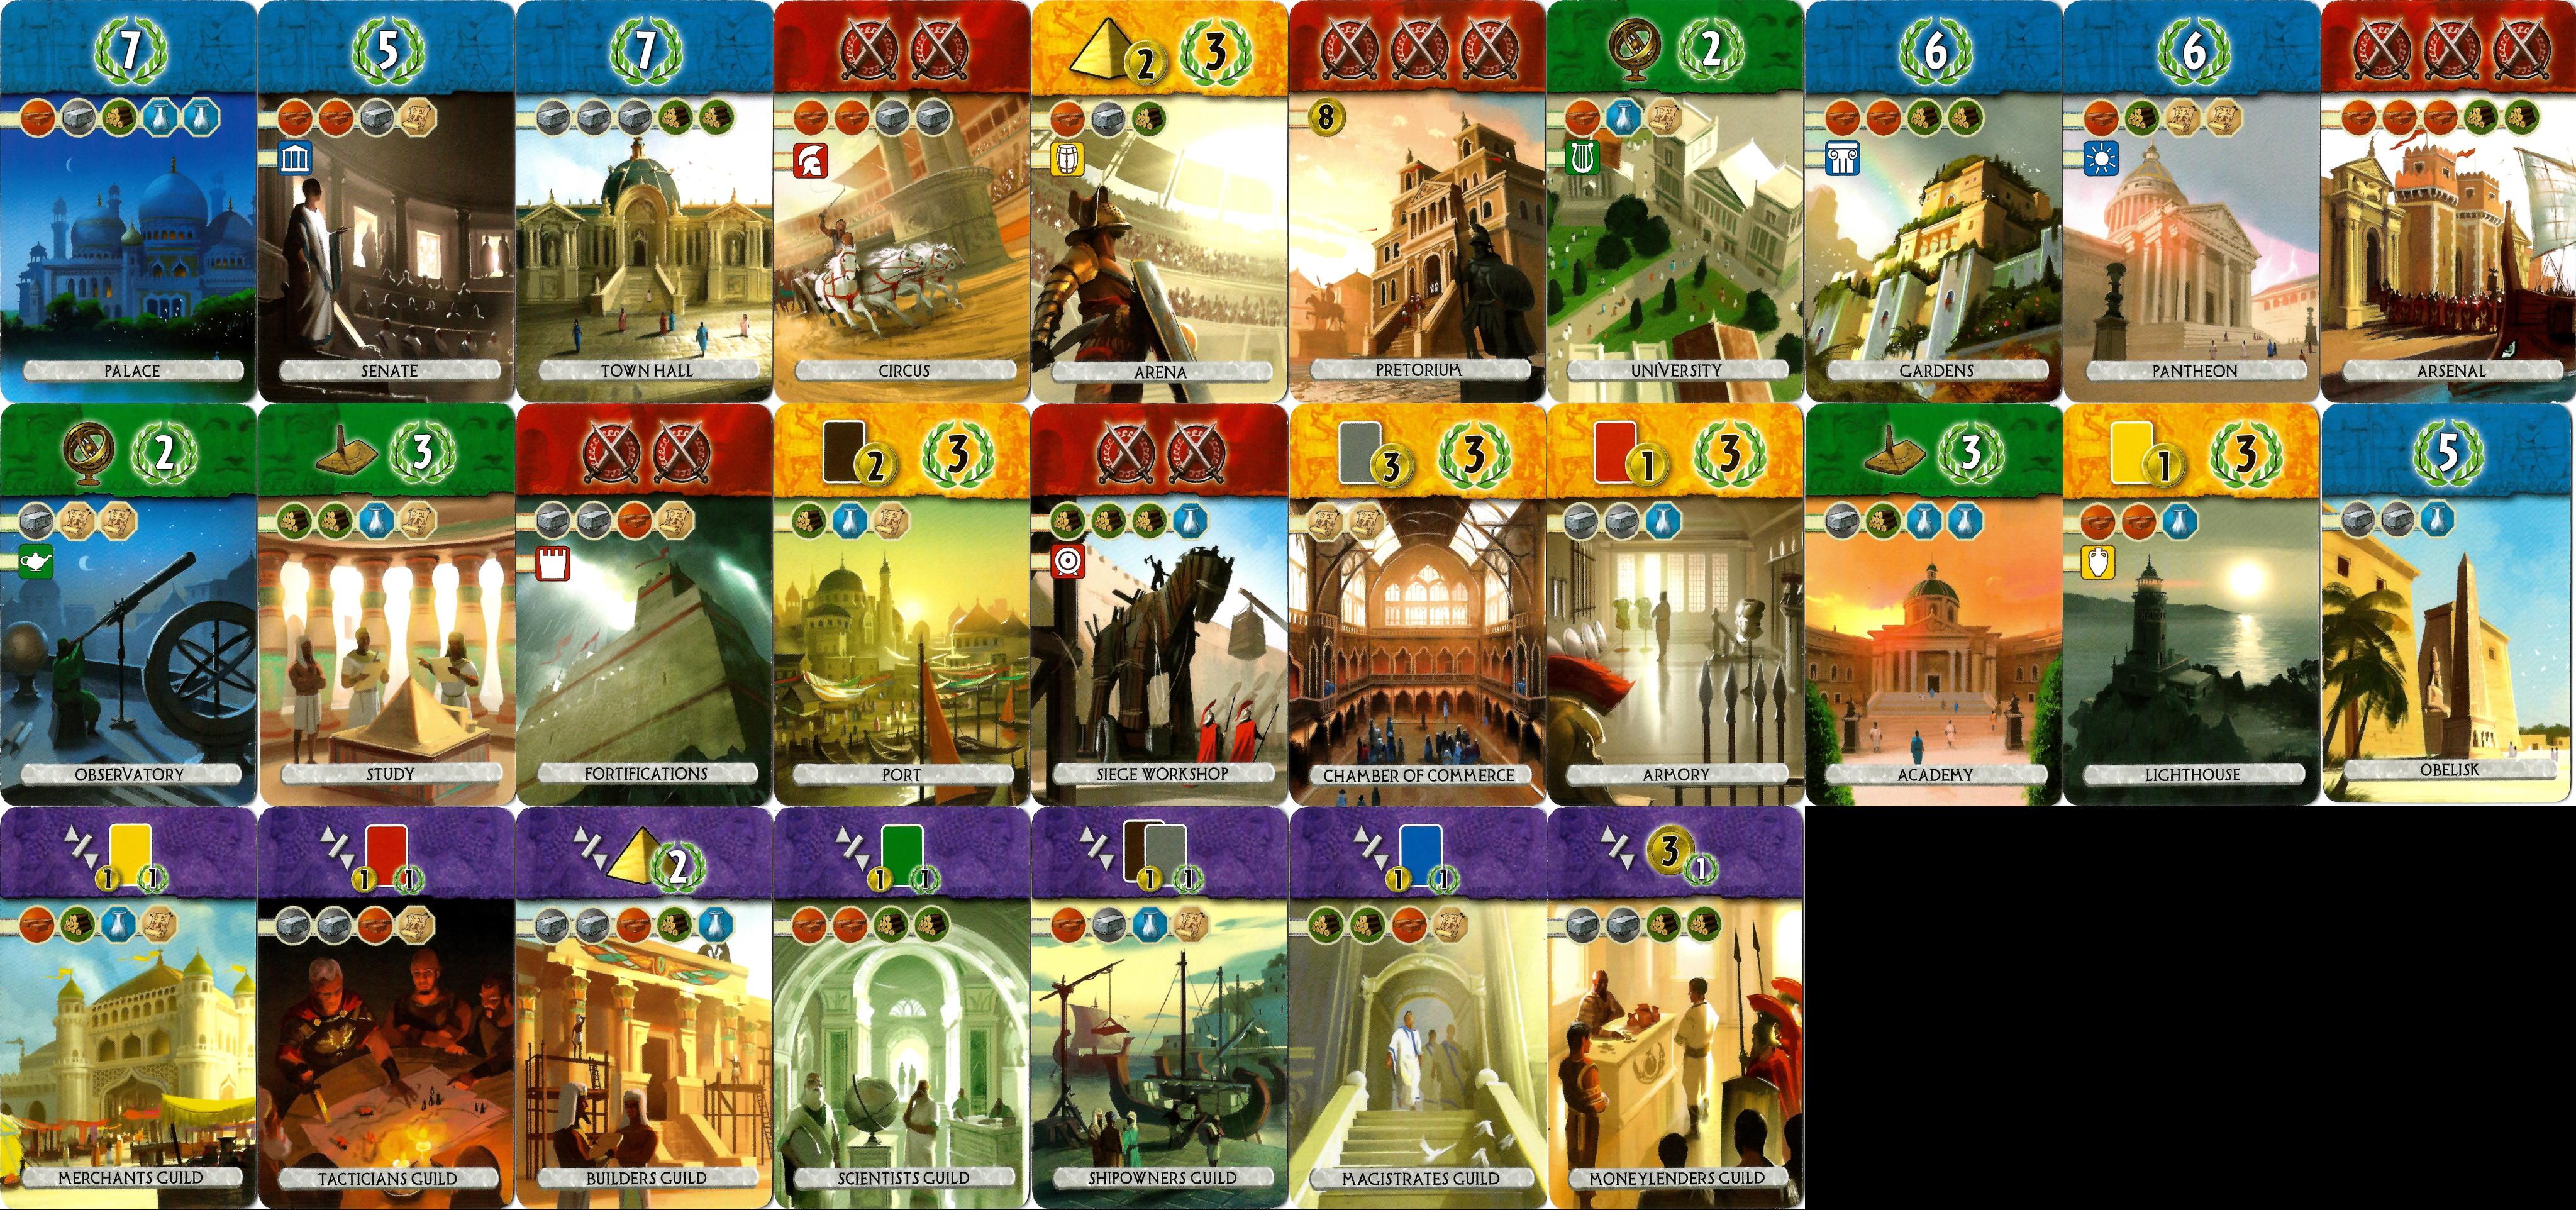 7
5
7
2 3
2
6
6
8
PALACE
SENATE
TOWN HALL
CIRCUS
ARENA
PRETORIUM
UNIVERSITY
GARDENS
PANTHEON
ARSENAL
2
3
2 3
3 3
1 3
3
1 3
5
OBSERVATORY
STUDY
FORTIFICATIONS
PORT
SIEGE WORKSHOP
CHAMBER OF COMMERCE
ARMORY
ACADEMY
LIGHTHOUSE
OBELISK
1 1
1 1
2
1 1
1 1
1 1
3 1
MERCHANTS GUILD
TACTICIANS GUILD
BUILDERS GUILD
SCIENTISTS GUILD
SHIPOWNERS GUILD
MAGISTRATES GUILD
MONEYLENDERS GUILD